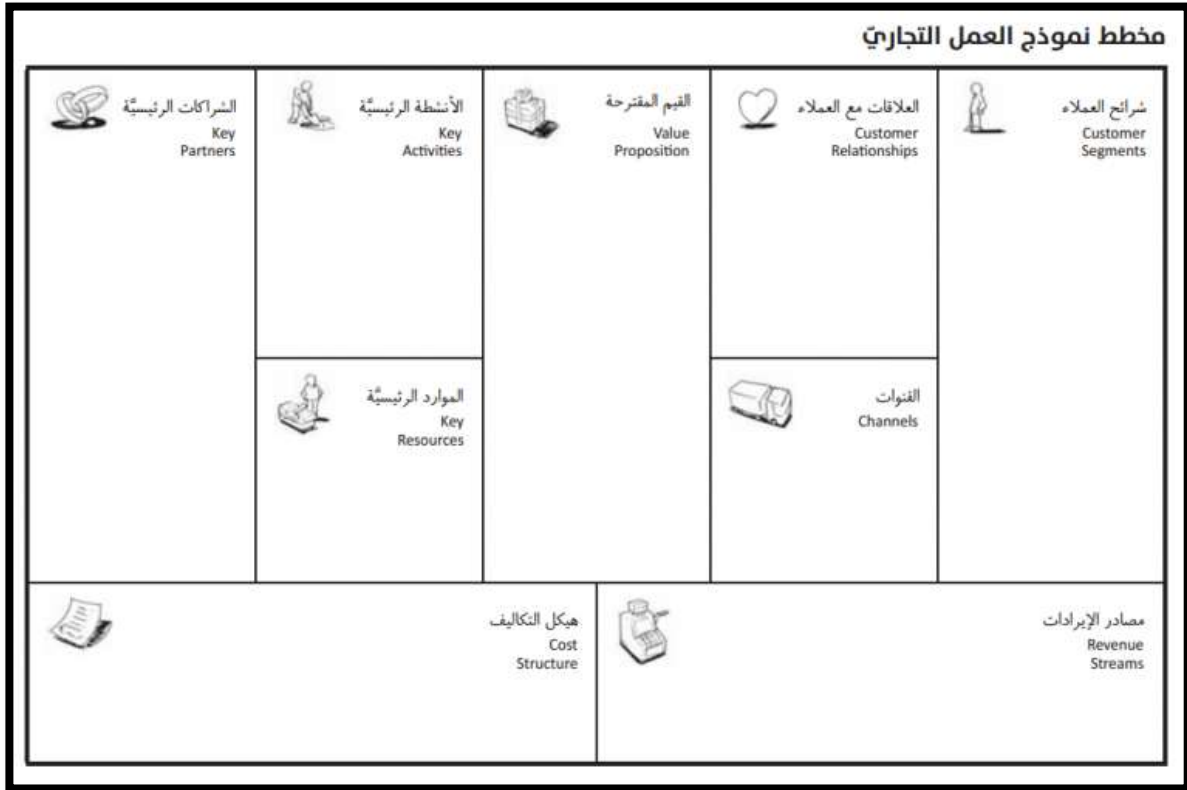 مخطط نموذج العمل التجاريّ
شرائح العملاء
Customer
Segments
العلاقات مع العملاء
Customer
Relationships
القنوات
Channels
القيم المقترحة
Value
Proposition
الأنشطة الرئيسيَّة
Key
Activities
الموارد الرئيسيَّة
Key
Resources
الشراكات الرئيسيَّة
Key
Partners
مصادر الإيرادات
Revenue
Streams
هيكل التكاليف
Cost
Structure